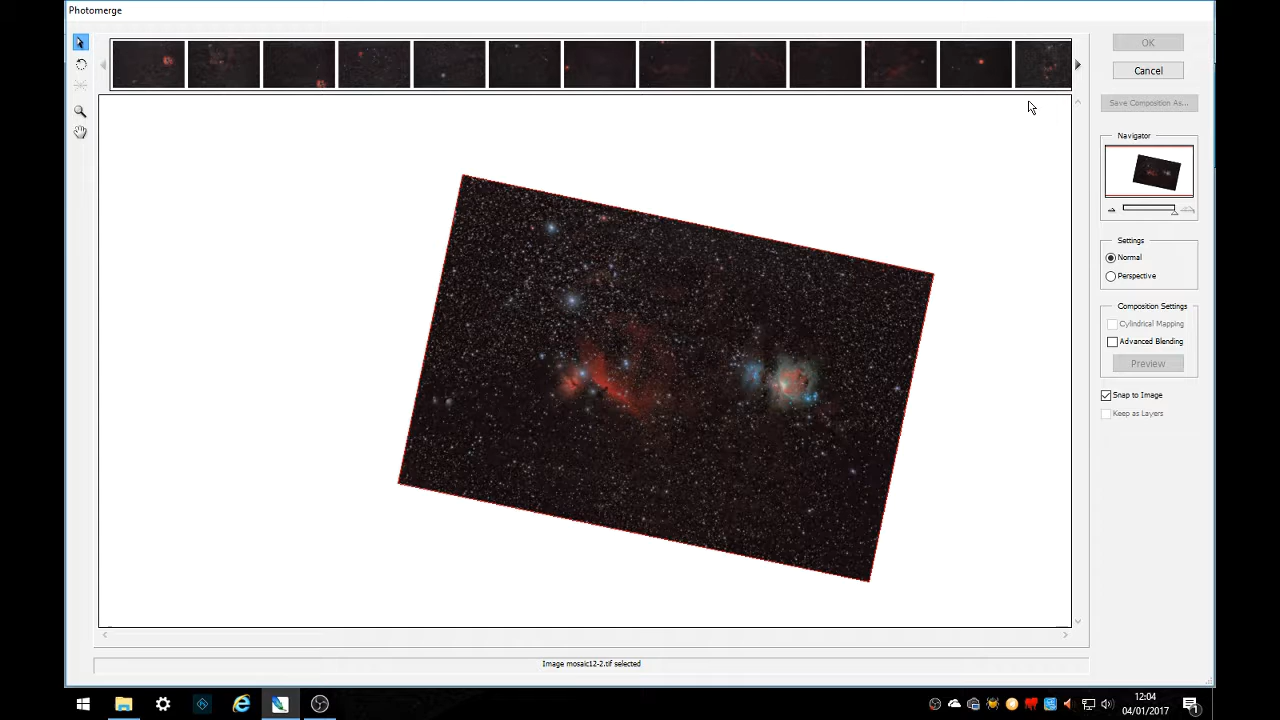 Photomerge
OK
Cancel
Save Composition As...
Navigator
Settings
Normal
Perspective
Composition Settings
Cylindrical Mapping
Advanced Blending
Preview
Snap to Image
Keep as Layers
Image mosaic12-2.tif selected
12:04
04/01/2017
1